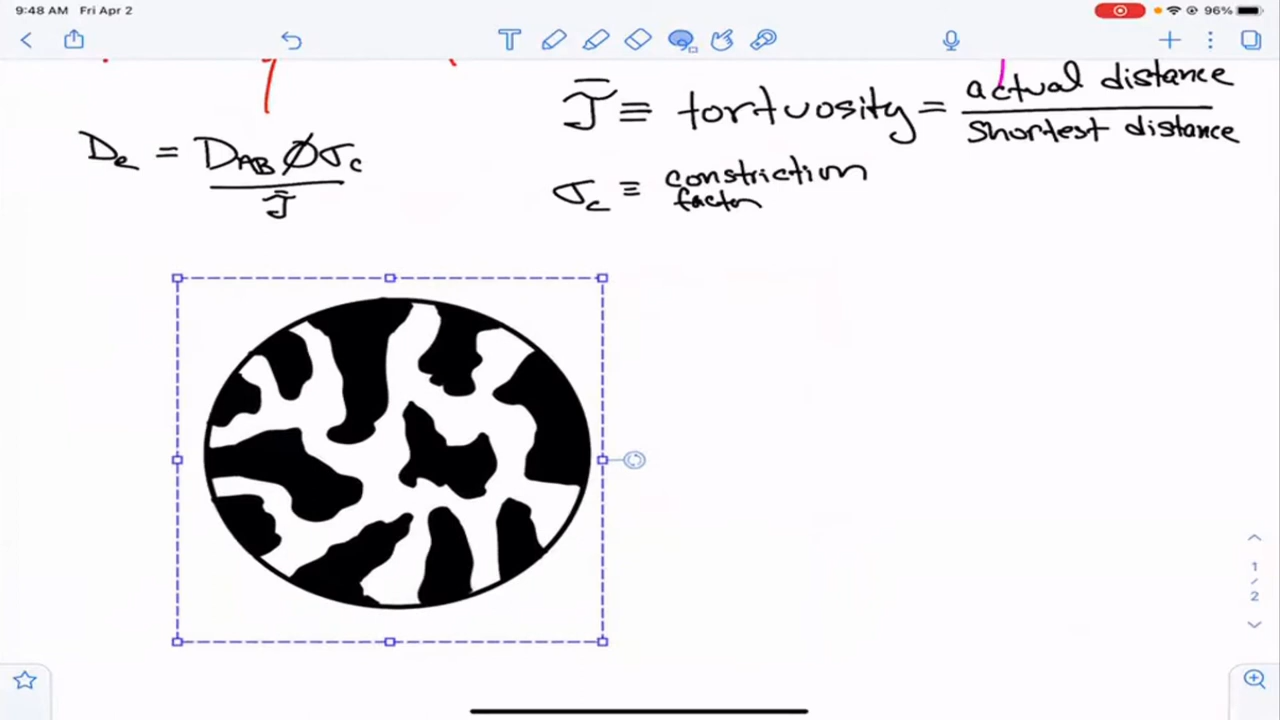 9:48 AM Fri Apr 2
96%
T
J̄ ≡ tortuosity = actual distance
shortest distance
De = DAB ϕ σc
J̄
σc ≡ constriction
factor
1
/
2